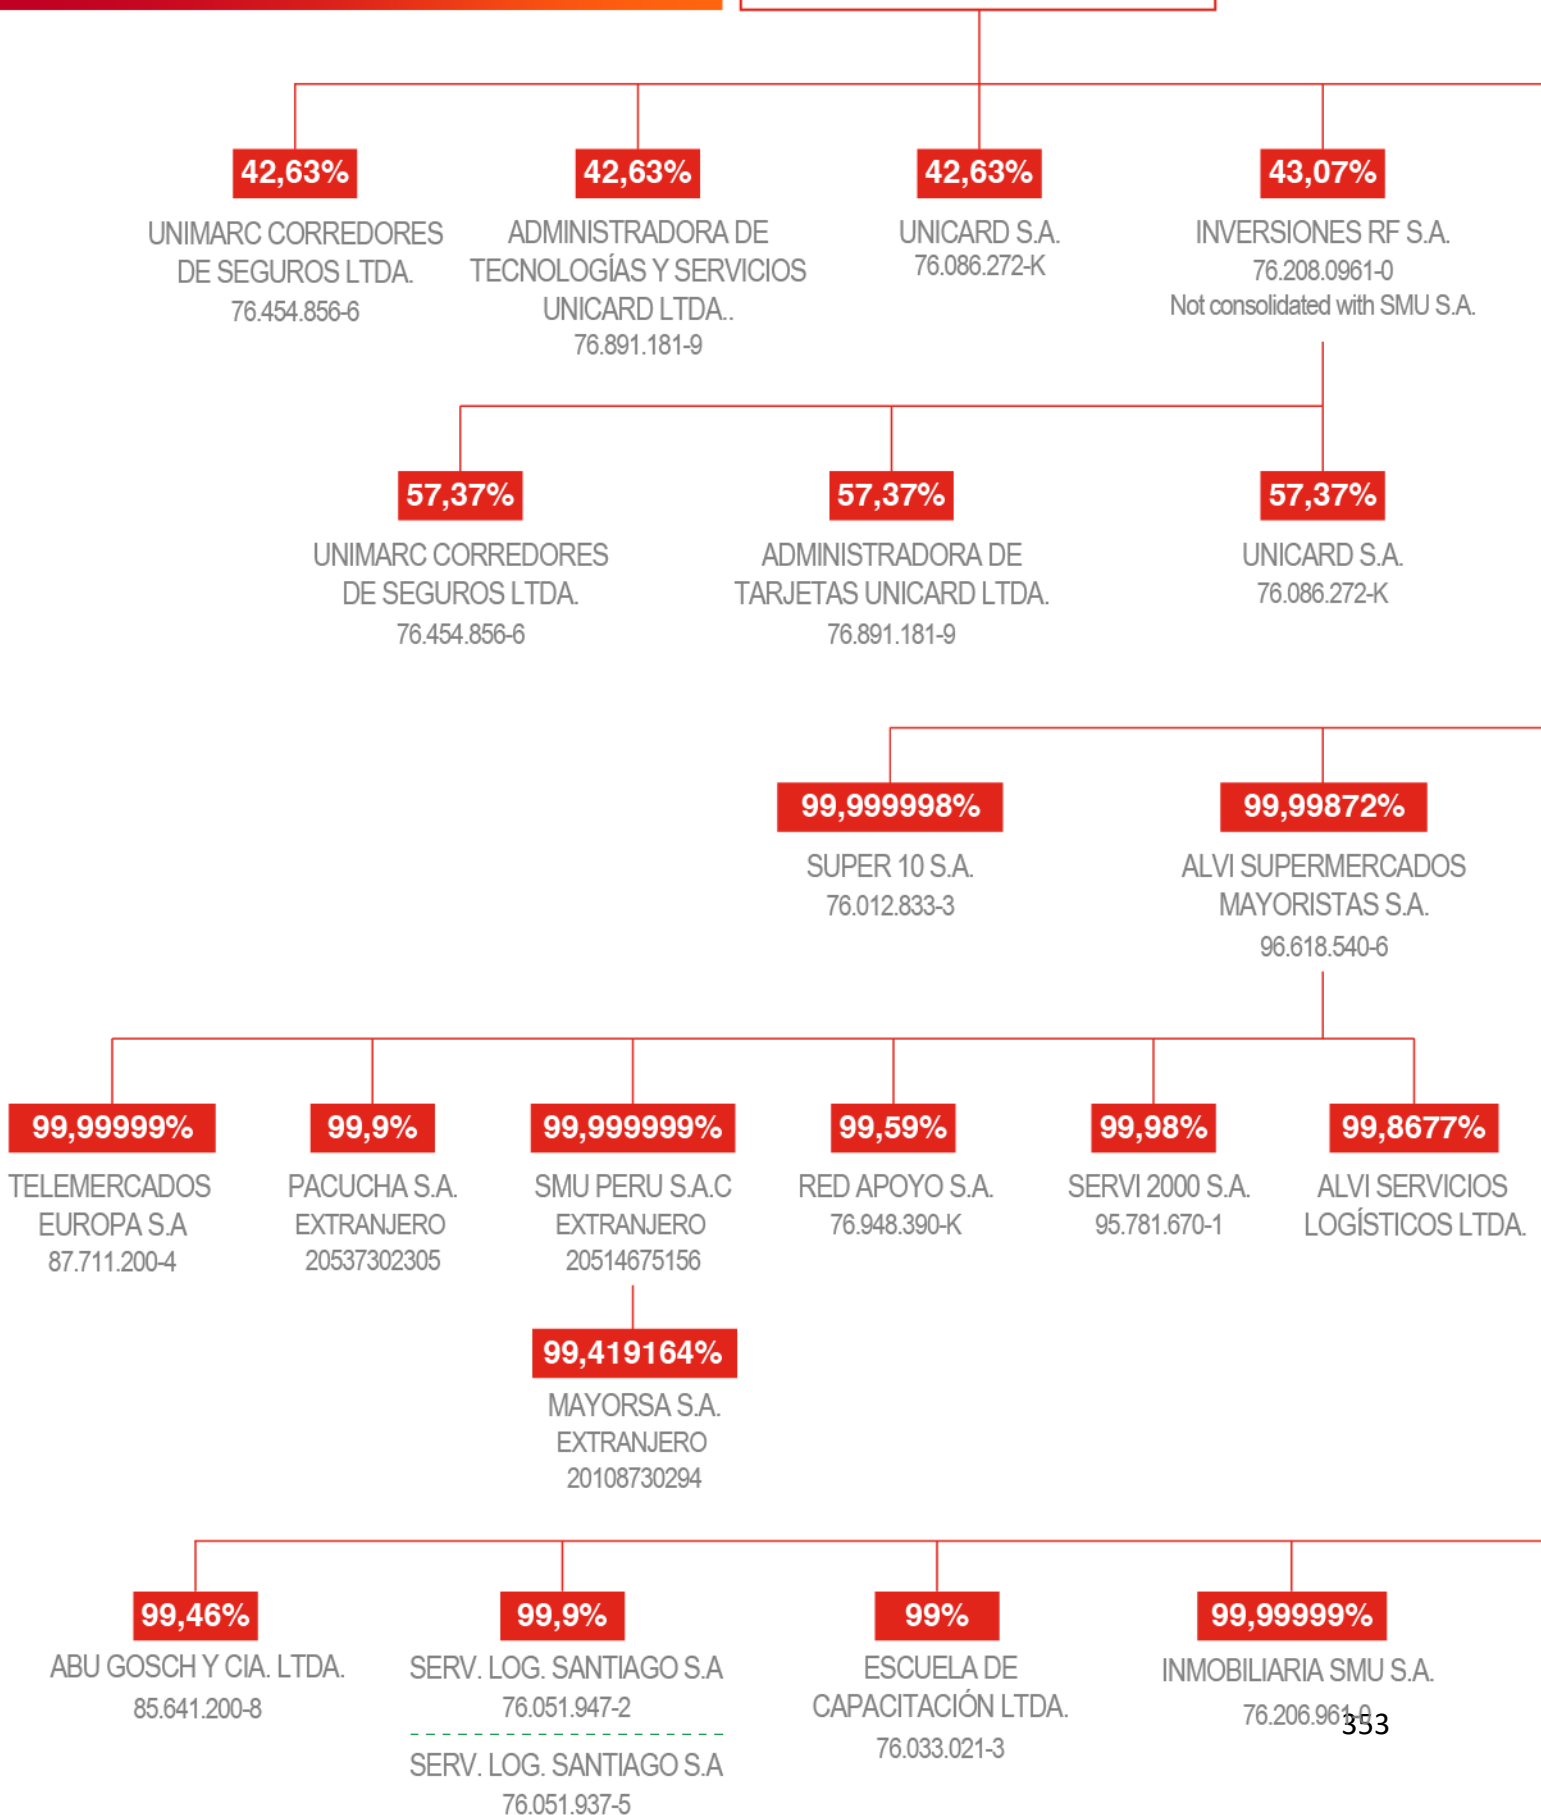 42,63%
UNIMARC CORREDORES
DE SEGUROS LTDA.
76.454.856-6
42,63%
ADMINISTRADORA DE
TECNOLOGÍAS Y SERVICIOS
UNICARD LTDA..
76.891.181-9
42,63%
UNICARD S.A.
76.086.272-K
43,07%
INVERSIONES RF S.A.
76.208.0961-0
Not consolidated with SMU S.A.
57,37%
UNIMARC CORREDORES
DE SEGUROS LTDA.
76.454.856-6
57,37%
ADMINISTRADORA DE
TARJETAS UNICARD LTDA.
76.891.181-9
57,37%
UNICARD S.A.
76.086.272-K
99,999998%
SUPER 10 S.A.
76.012.833-3
99,99872%
ALVI SUPERMERCADOS
MAYORISTAS S.A.
96.618.540-6
99,99999%
TELEMERCADOS
EUROPA S.A
87.711.200-4
99,9%
PACUCHA S.A.
EXTRANJERO
20537302305
99,999999%
SMU PERU S.A.C
EXTRANJERO
20514675156
99,59%
RED APOYO S.A.
76.948.390-K
99,98%
SERVI 2000 S.A.
95.781.670-1
99,8677%
ALVI SERVICIOS
LOGÍSTICOS LTDA.
99,419164%
MAYORSA S.A.
EXTRANJERO
20108730294
99,46%
ABU GOSCH Y CIA. LTDA.
85.641.200-8
99,9%
SERV. LOG. SANTIAGO S.A
76.051.947-2
SERV. LOG. SANTIAGO S.A
76.051.937-5
99%
ESCUELA DE
CAPACITACIÓN LTDA.
76.033.021-3
99,99999%
INMOBILIARIA SMU S.A.
76.206.961-0
353